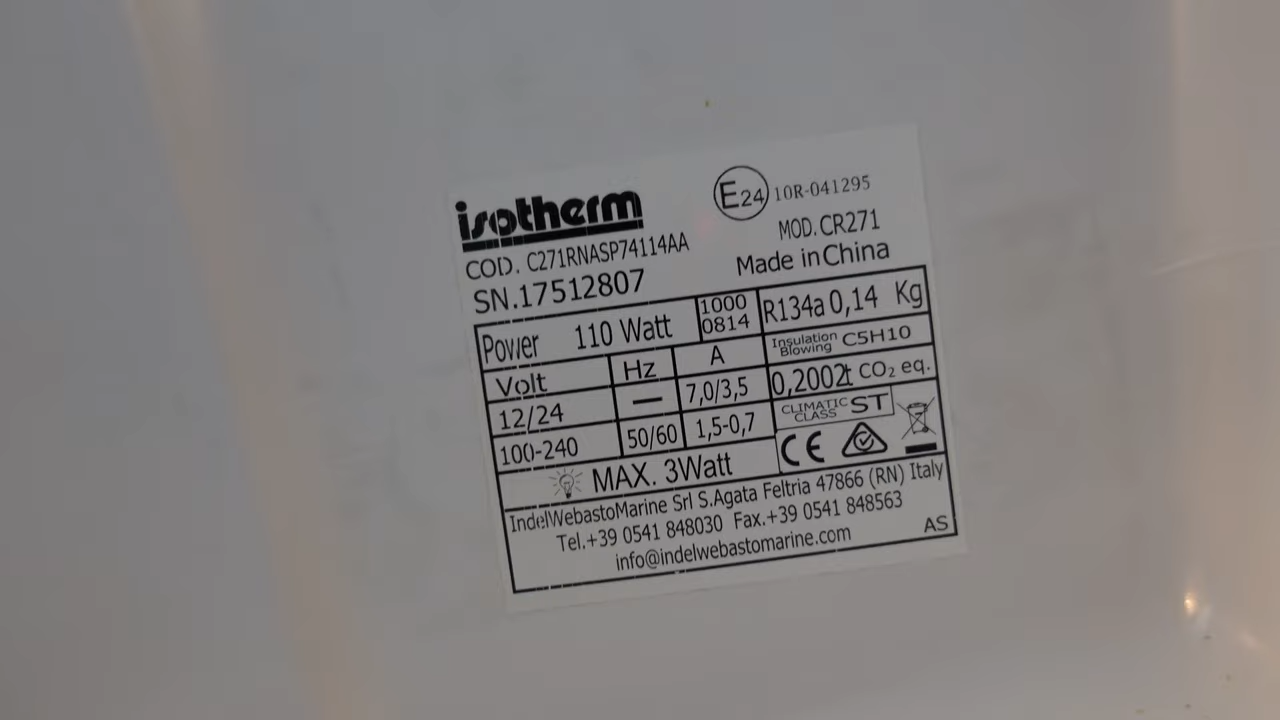 isotherm
E24 10R-041295
COD. C271RNASP74114AA
MOD. CR271
SN.17512807
Made in China
Power 110 Watt
1000
0814
R134a 0,14 Kg
Volt Hz A
Insulation
Blowing C5H10
12/24 — 7,0/3,5
0,2002t CO₂ eq.
100-240 50/60 1,5-0,7
CLIMATIC
CLASS ST
CE
MAX. 3Watt
IndelWebastoMarine Srl S.Agata Feltria 47866 (RN) Italy
Tel.+39 0541 848030 Fax.+39 0541 848563
info@indelwebastomarine.com
AS